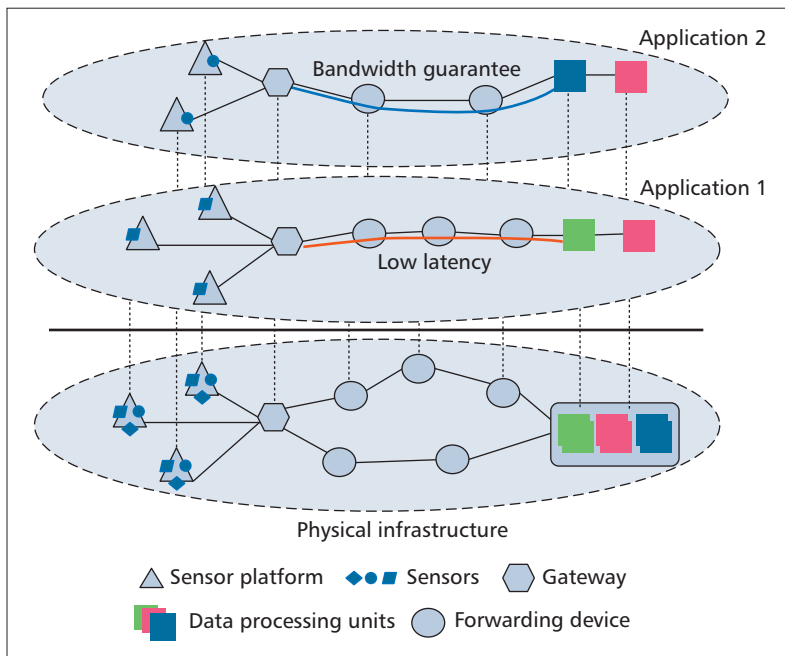 Application 2
Bandwidth guarantee
Application 1
Low latency
Physical infrastructure
Sensor platform
Sensors
Gateway
Data processing units
Forwarding device